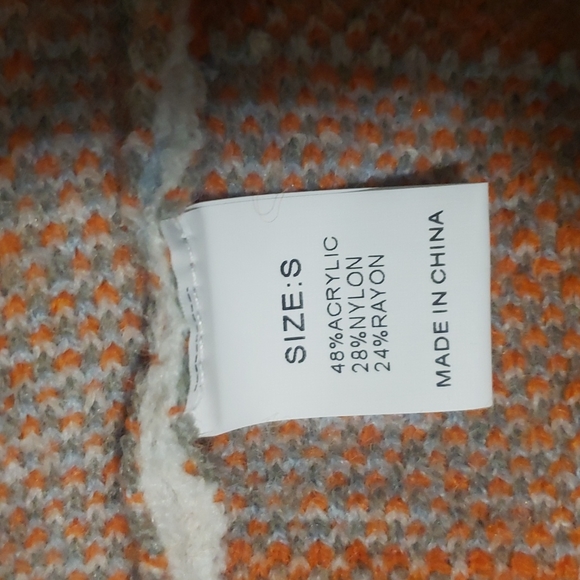 SIZE:S
48%ACRYLIC
28%NYLON
24%RAYON
MADE IN CHINA